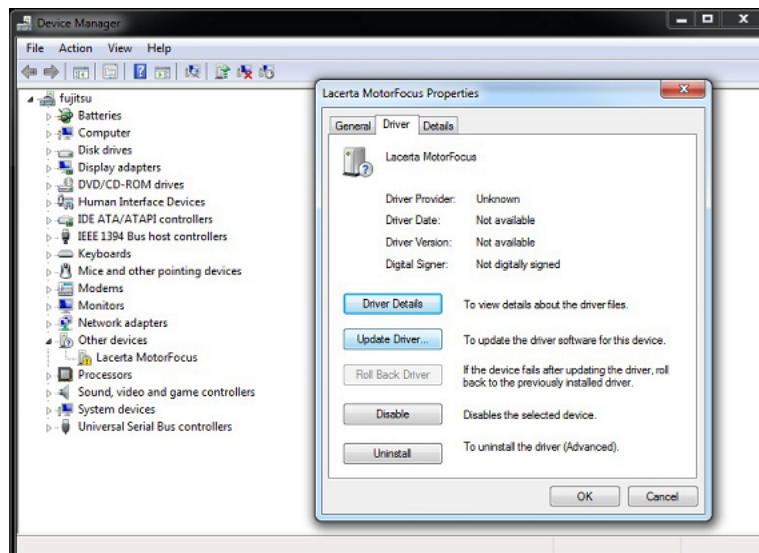 Device Manager
File Action View Help
fujitsu
Batteries
Computer
Disk drives
Display adapters
DVD/CD-ROM drives
Human Interface Devices
IDE ATA/ATAPI controllers
IEEE 1394 Bus host controllers
Keyboards
Mice and other pointing devices
Modems
Monitors
Network adapters
Other devices
Lacerta MotorFocus
Processors
Sound, video and game controllers
System devices
Universal Serial Bus controllers
Lacerta MotorFocus Properties
General Driver Details
Lacerta MotorFocus
Driver Provider: Unknown
Driver Date: Not available
Driver Version: Not available
Digital Signer: Not digitally signed
Driver Details To view details about the driver files.
Update Driver... To update the driver software for this device.
Roll Back Driver If the device fails after updating the driver, roll
back to the previously installed driver.
Disable Disables the selected device.
Uninstall To uninstall the driver (Advanced).
OK Cancel